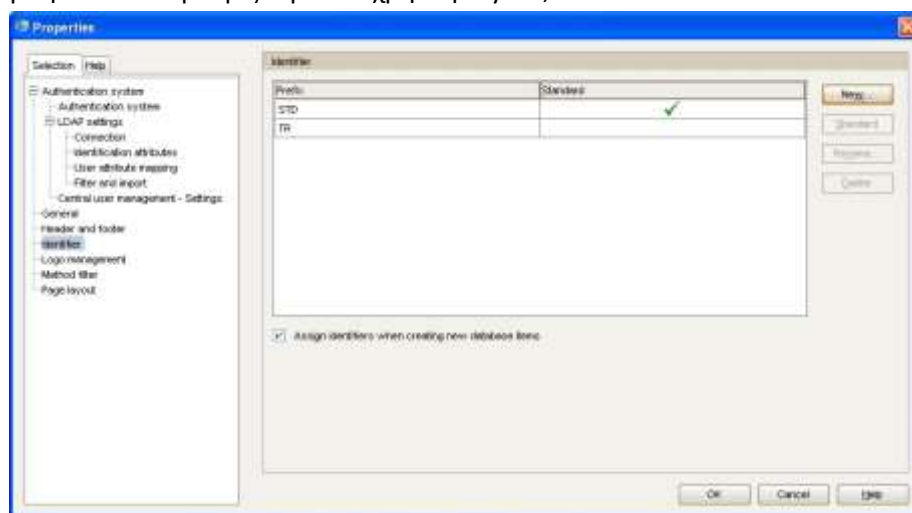 Properties
Selection Help
Authentication system
Authentication system
LDAP settings
Connection
Identification attributes
User attribute mapping
Filter and import
Central user management - Settings
General
Header and footer
Identifier
Logo management
Method filter
Page layout
Identifier
Prefix Standard
STD
TR
New...
Standard
Rename...
Delete
Assign identifiers when creating new database items
OK Cancel Help